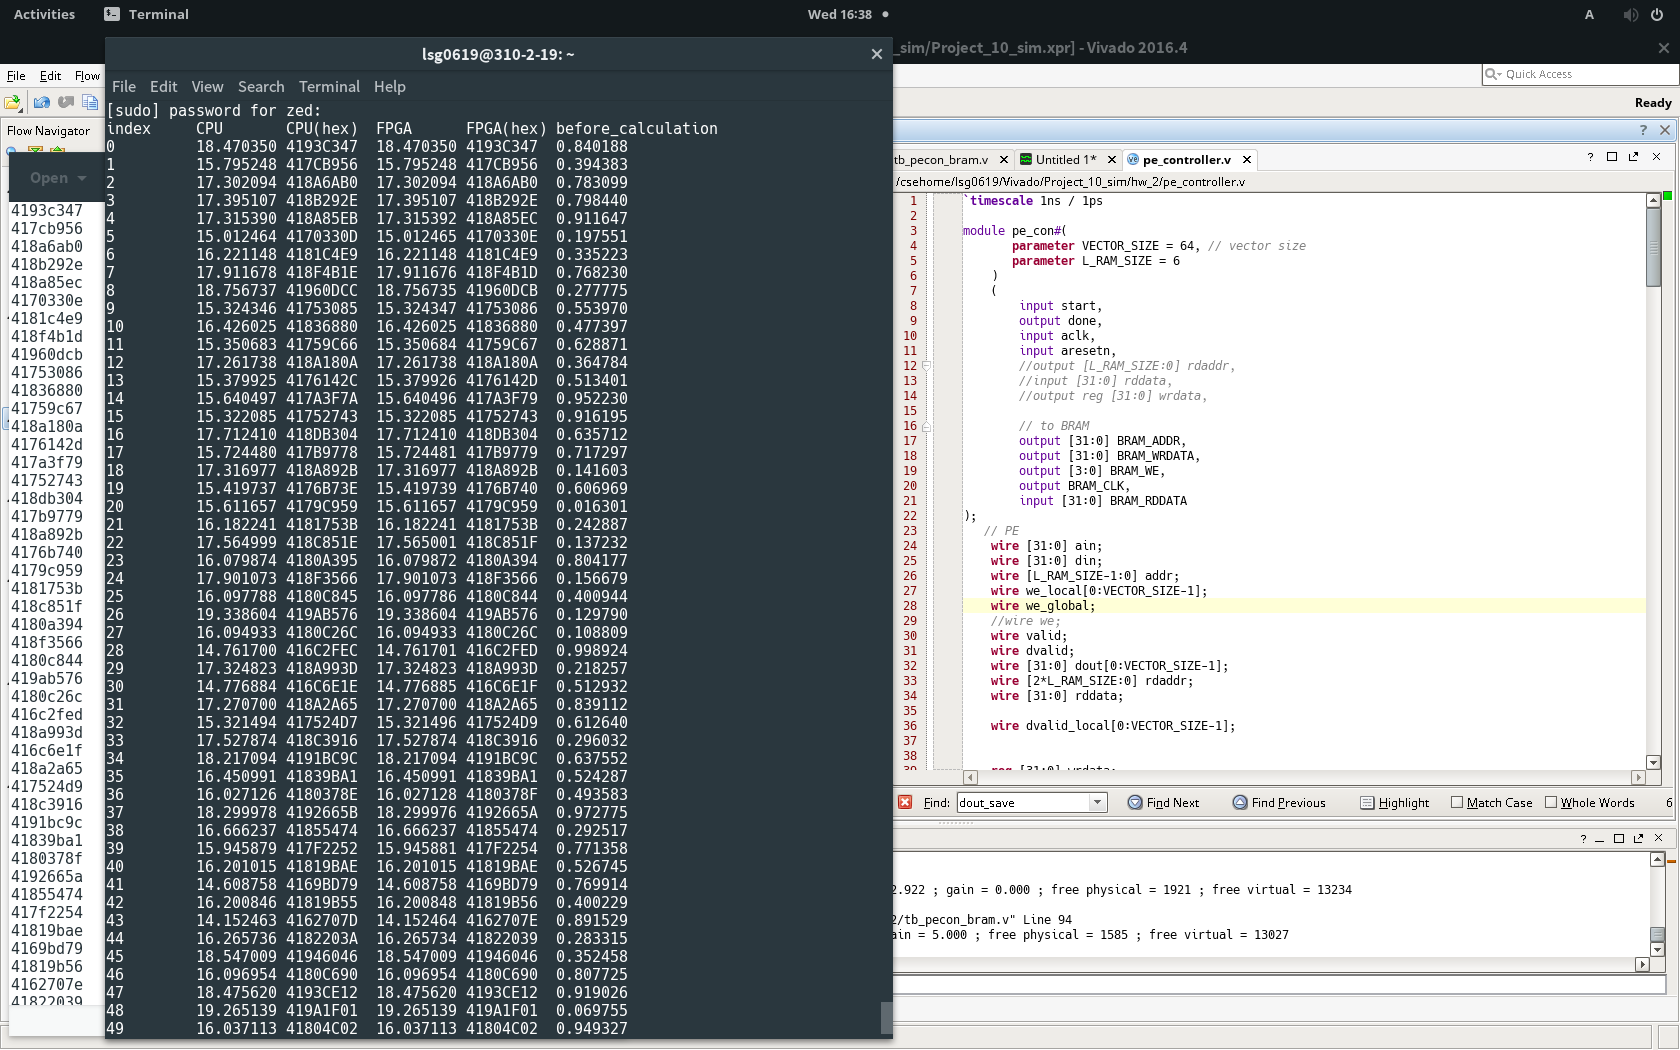 Activities Terminal Wed 16:38 A
_sim/Project_10_sim.xpr] - Vivado 2016.4
lsg0619@310-2-19: ~
File Edit Flow
Quick Access
File Edit View Search Terminal Help
Ready
Flow Navigator
Open
4193c347
417cb956
418a6ab0
418b292e
418a85ec
4170330e
4181c4e9
418f4b1d
41960dcb
41753086
41836880
41759c67
418a180a
4176142d
417a3f79
41752743
418db304
417b9779
418a892b
4176b740
4179c959
4181753b
418c851f
4180a394
418f3566
4180c844
419ab576
4180c26c
416c2fed
418a993d
416c6e1f
418a2a65
417524d9
418c3916
4191bc9c
41839ba1
4180378f
4192665a
41855474
417f2254
41819bae
4169bd79
41819b56
4162707e
41822039
[sudo] password for zed:
index CPU CPU(hex) FPGA FPGA(hex) before_calculation
0 18.470350 4193C347 18.470350 4193C347 0.840188
1 15.795248 417CB956 15.795248 417CB956 0.394383
2 17.302094 418A6AB0 17.302094 418A6AB0 0.783099
3 17.395107 418B292E 17.395107 418B292E 0.798440
4 17.315390 418A85EB 17.315392 418A85EC 0.911647
5 15.012464 4170330D 15.012465 4170330E 0.197551
6 16.221148 4181C4E9 16.221148 4181C4E9 0.335223
7 17.911678 418F4B1E 17.911676 418F4B1D 0.768230
8 18.756737 41960DCC 18.756735 41960DCB 0.277775
9 15.324346 41753085 15.324347 41753086 0.553970
10 16.426025 41836880 16.426025 41836880 0.477397
11 15.350683 41759C66 15.350684 41759C67 0.628871
12 17.261738 418A180A 17.261738 418A180A 0.364784
13 15.379925 4176142C 15.379926 4176142D 0.513401
14 15.640497 417A3F7A 15.640496 417A3F79 0.952230
15 15.322085 41752743 15.322085 41752743 0.916195
16 17.712410 418DB304 17.712410 418DB304 0.635712
17 15.724480 417B9778 15.724481 417B9779 0.717297
18 17.316977 418A892B 17.316977 418A892B 0.141603
19 15.419737 4176B73E 15.419739 4176B740 0.606969
20 15.611657 4179C959 15.611657 4179C959 0.016301
21 16.182241 4181753B 16.182241 4181753B 0.242887
22 17.564999 418C851E 17.565001 418C851F 0.137232
23 16.079874 4180A395 16.079872 4180A394 0.804177
24 17.901073 418F3566 17.901073 418F3566 0.156679
25 16.097788 4180C845 16.097786 4180C844 0.400944
26 19.338604 419AB576 19.338604 419AB576 0.129790
27 16.094933 4180C26C 16.094933 4180C26C 0.108809
28 14.761700 416C2FEC 14.761701 416C2FED 0.998924
29 17.324823 418A993D 17.324823 418A993D 0.218257
30 14.776884 416C6E1E 14.776885 416C6E1F 0.512932
31 17.270700 418A2A65 17.270700 418A2A65 0.839112
32 15.321494 417524D7 15.321496 417524D9 0.612640
33 17.527874 418C3916 17.527874 418C3916 0.296032
34 18.217094 4191BC9C 18.217094 4191BC9C 0.637552
35 16.450991 41839BA1 16.450991 41839BA1 0.524287
36 16.027126 4180378E 16.027128 4180378F 0.493583
37 18.299978 4192665B 18.299976 4192665A 0.972775
38 16.666237 41855474 16.666237 41855474 0.292517
39 15.945879 417F2252 15.945881 417F2254 0.771358
40 16.201015 41819BAE 16.201015 41819BAE 0.526745
41 14.608758 4169BD79 14.608758 4169BD79 0.769914
42 16.200846 41819B55 16.200848 41819B56 0.400229
43 14.152463 4162707D 14.152464 4162707E 0.891529
44 16.265736 4182203A 16.265734 41822039 0.283315
45 18.547009 41946046 18.547009 41946046 0.352458
46 16.096954 4180C690 16.096954 4180C690 0.807725
47 18.475620 4193CE12 18.475620 4193CE12 0.919026
48 19.265139 419A1F01 19.265139 419A1F01 0.069755
49 16.037113 41804C02 16.037113 41804C02 0.949327
tb_pecon_bram.v Untitled 1* pe_controller.v
/csehome/lsg0619/Vivado/Project_10_sim/hw_2/pe_controller.v
1 `timescale 1ns / 1ps
2
3 module pe_con#(
4 parameter VECTOR_SIZE = 64, // vector size
5 parameter L_RAM_SIZE = 6
6 )
7 (
8 input start,
9 output done,
10 input aclk,
11 input aresetn,
12 //output [L_RAM_SIZE:0] rdaddr,
13 //input [31:0] rddata,
14 //output reg [31:0] wrdata,
15
16 // to BRAM
17 output [31:0] BRAM_ADDR,
18 output [31:0] BRAM_WRDATA,
19 output [3:0] BRAM_WE,
20 output BRAM_CLK,
21 input [31:0] BRAM_RDDATA
22 );
23 // PE
24 wire [31:0] ain;
25 wire [31:0] din;
26 wire [L_RAM_SIZE-1:0] addr;
27 wire we_local[0:VECTOR_SIZE-1];
28 wire we_global;
29 //wire we;
30 wire valid;
31 wire dvalid;
32 wire [31:0] dout[0:VECTOR_SIZE-1];
33 wire [2*L_RAM_SIZE:0] rdaddr;
34 wire [31:0] rddata;
35
36 wire dvalid_local[0:VECTOR_SIZE-1];
37
38
39 reg [31:0] wrdata;
Find: dout_save Find Next Find Previous Highlight Match Case Whole Words 6
2.922 ; gain = 0.000 ; free physical = 1921 ; free virtual = 13234
2/tb_pecon_bram.v" Line 94
ain = 5.000 ; free physical = 1585 ; free virtual = 13027